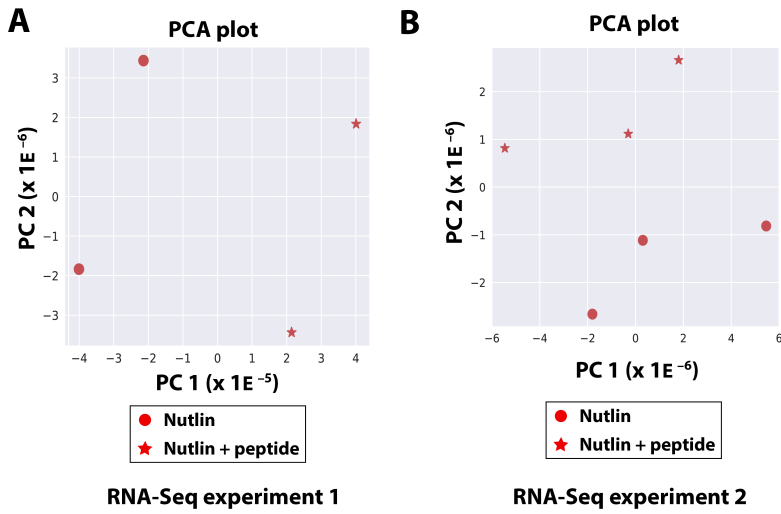 A
PCA plot
3
2
1
0
−1
−2
−3
PC 2 (x 1E –6)
−4 −3 −2 −1 0 1 2 3 4
PC 1 (x 1E –5)
Nutlin
Nutlin + peptide
RNA-Seq experiment 1
B
PCA plot
2
1
0
−1
−2
PC 2 (x 1E –6)
−6 −4 −2 0 2 4 6
PC 1 (x 1E –6)
Nutlin
Nutlin + peptide
RNA-Seq experiment 2